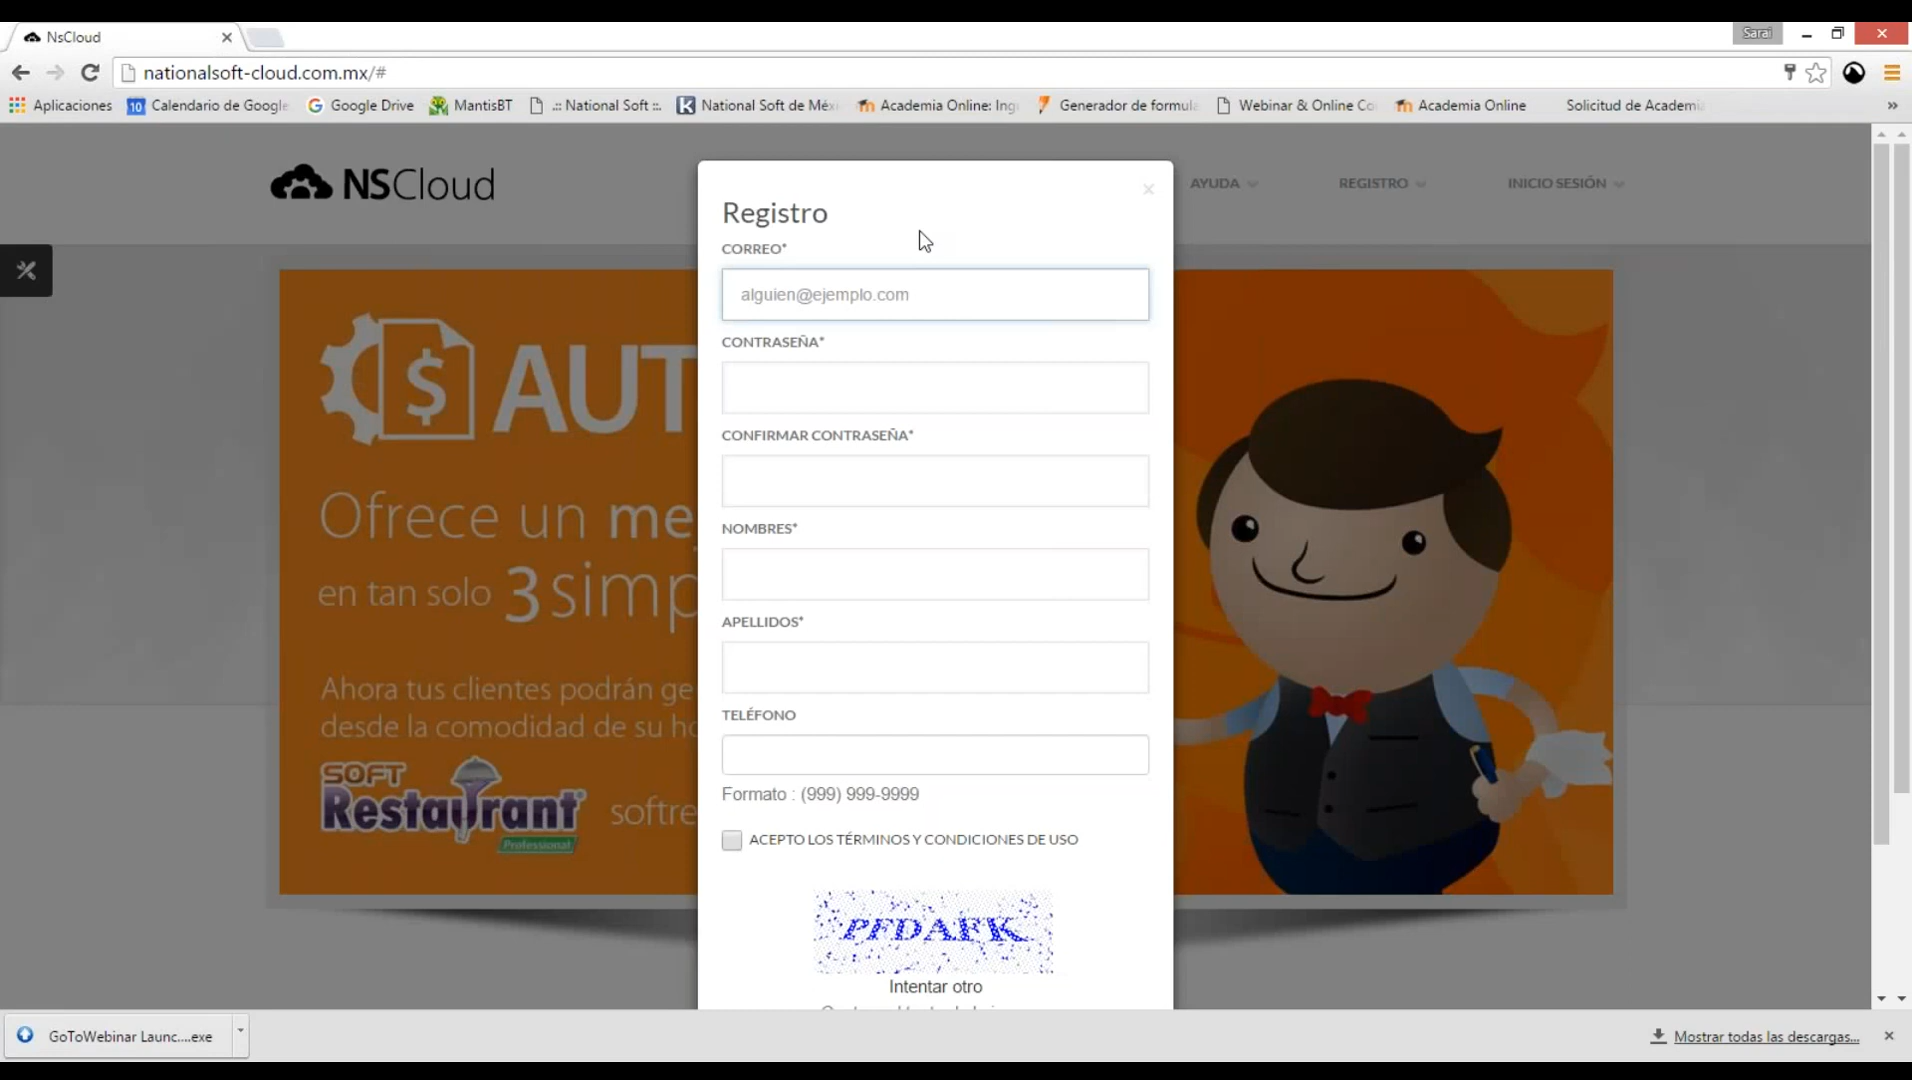 NsCloud
Sarai
nationalsoft-cloud.com.mx/#
Aplicaciones
Calendario de Google
Google Drive
MantisBT
.:: National Soft ::.
National Soft de Méx
Academia Online: Ing
Generador de formula
Webinar & Online Co
Academia Online
Solicitud de Academia
»
NSCloud
AYUDA
REGISTRO
INICIO SESIÓN
Registro
CORREO*
alguien@ejemplo.com
CONTRASEÑA*
CONFIRMAR CONTRASEÑA*
NOMBRES*
APELLIDOS*
TELÉFONO
Formato : (999) 999-9999
ACEPTO LOS TÉRMINOS Y CONDICIONES DE USO
Intentar otro
$ AUT
Ofrece un me
en tan solo 3 simp
Ahora tus clientes podrán ge
desde la comodidad de su ho
SOFT
Restaurant
Professional
softre
GoToWebinar Launc....exe
Mostrar todas las descargas...